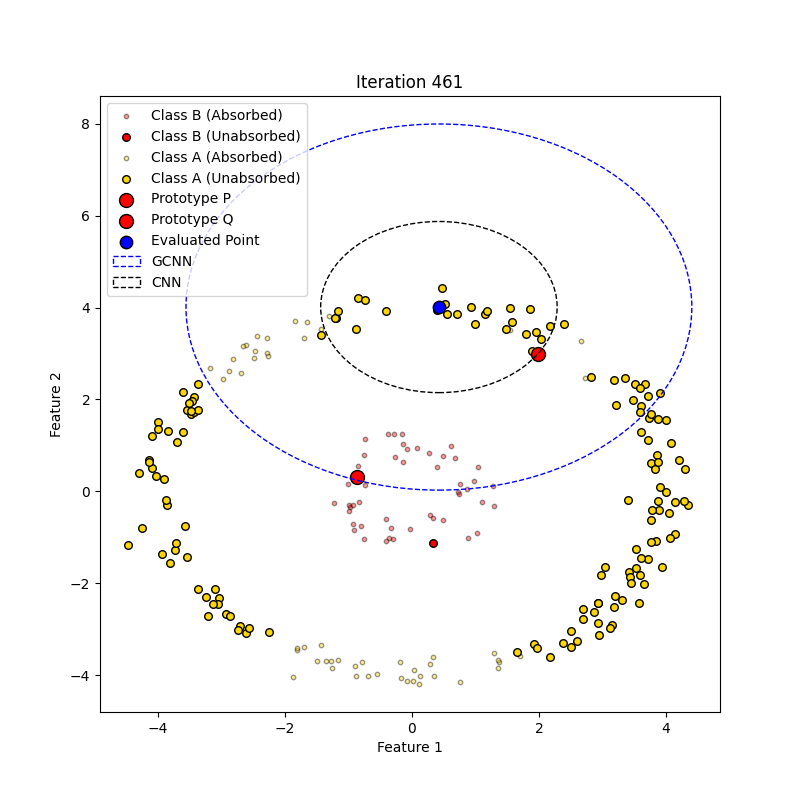 Iteration 461
Class B (Absorbed)
Class B (Unabsorbed)
Class A (Absorbed)
Class A (Unabsorbed)
Prototype P
Prototype Q
Evaluated Point
GCNN
CNN
8
6
4
2
0
−2
−4
Feature 2
−4 −2 0 2 4
Feature 1